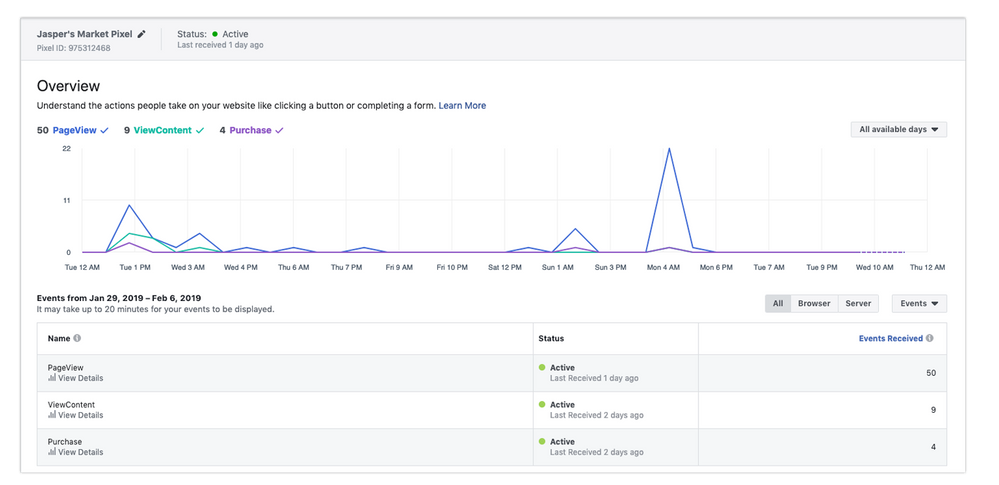 Jasper's Market Pixel
Pixel ID: 975312468
Status: Active
Last received 1 day ago
Overview
Understand the actions people take on your website like clicking a button or completing a form. Learn More
50 PageView 9 ViewContent 4 Purchase
All available days
22
11
0
Tue 12 AM Tue 1 PM Wed 3 AM Wed 4 PM Thu 6 AM Thu 7 PM Fri 9 AM Fri 10 PM Sat 12 PM Sun 1 AM Sun 3 PM Mon 4 AM Mon 6 PM Tue 7 AM Tue 9 PM Wed 10 AM Thu 12 AM
Events from Jan 29, 2019 – Feb 6, 2019
It may take up to 20 minutes for your events to be displayed.
All Browser Server Events
Name Status Events Received
PageView
View Details
Active
Last Received 1 day ago
50
ViewContent
View Details
Active
Last Received 2 days ago
9
Purchase
View Details
Active
Last Received 2 days ago
4